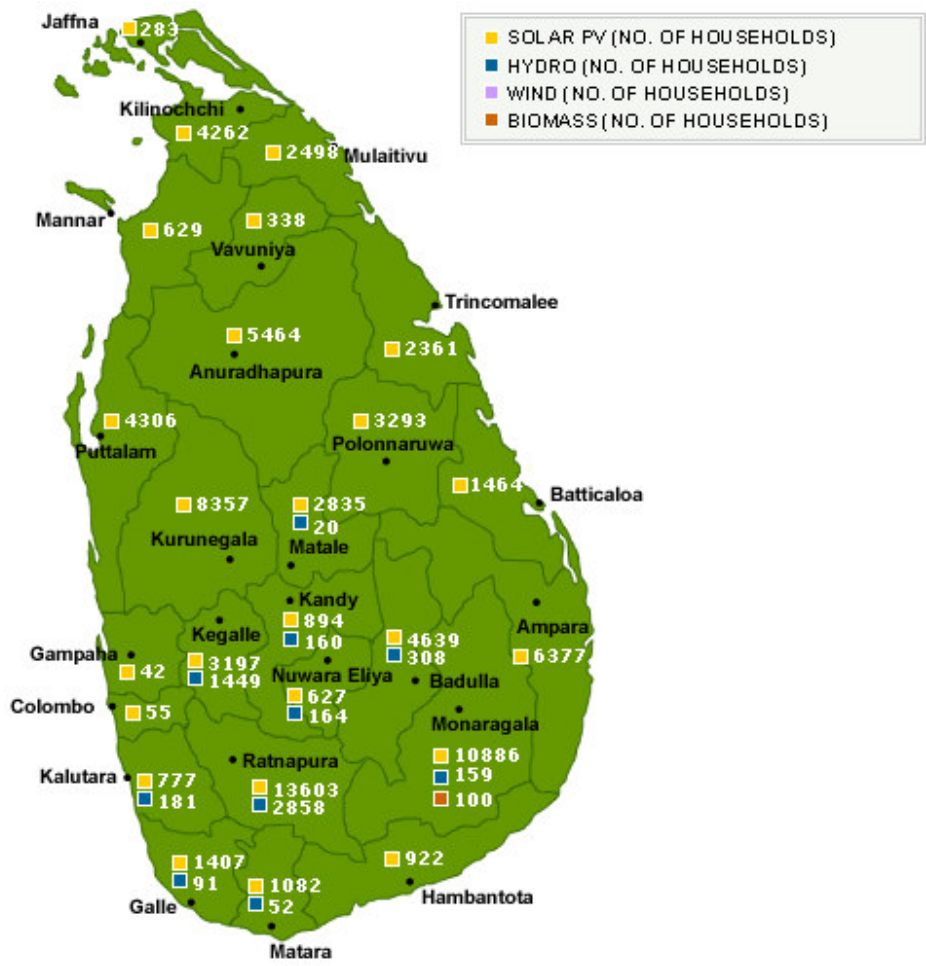 Jaffna
283
SOLAR PV (NO. OF HOUSEHOLDS)
HYDRO (NO. OF HOUSEHOLDS)
WIND (NO. OF HOUSEHOLDS)
BIOMASS (NO. OF HOUSEHOLDS)
Kilinochchi
4262
2498
Mulaitivu
Mannar
629
338
Vavuniya
Trincomalee
5464
Anuradhapura
2361
4306
Puttalam
3293
Polonnaruwa
1464
Batticaloa
8357
Kurunegala
2835
20
Matale
Kandy
894
160
Kegalle
3197
1449
Gampaha
42
Nuwara Eliya
627
164
4639
308
Badulla
Ampara
6377
Colombo
55
Monaragala
10886
159
100
Kalutara
777
181
Ratnapura
13603
2858
1407
91
Galle
1082
52
Matara
922
Hambantota